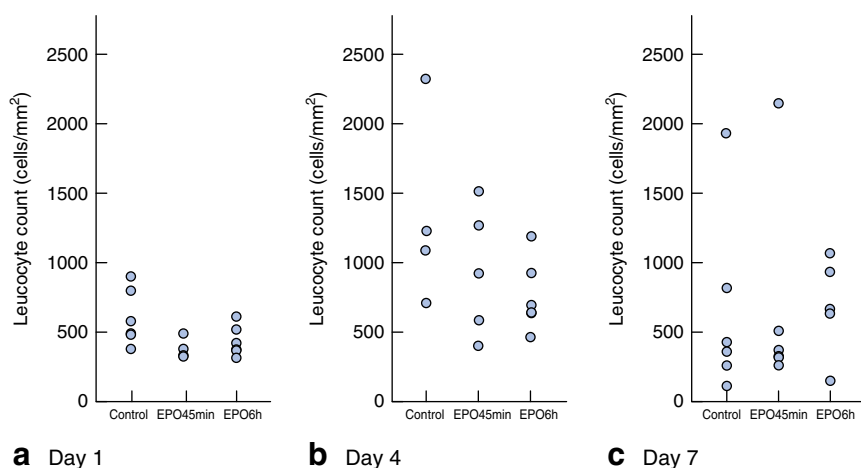 Leucocyte count (cells/mm²)
2500
2000
1500
1000
500
0
Control EPO45min EPO6h
a Day 1
Leucocyte count (cells/mm²)
2500
2000
1500
1000
500
0
Control EPO45min EPO6h
b Day 4
Leucocyte count (cells/mm²)
2500
2000
1500
1000
500
0
Control EPO45min EPO6h
c Day 7